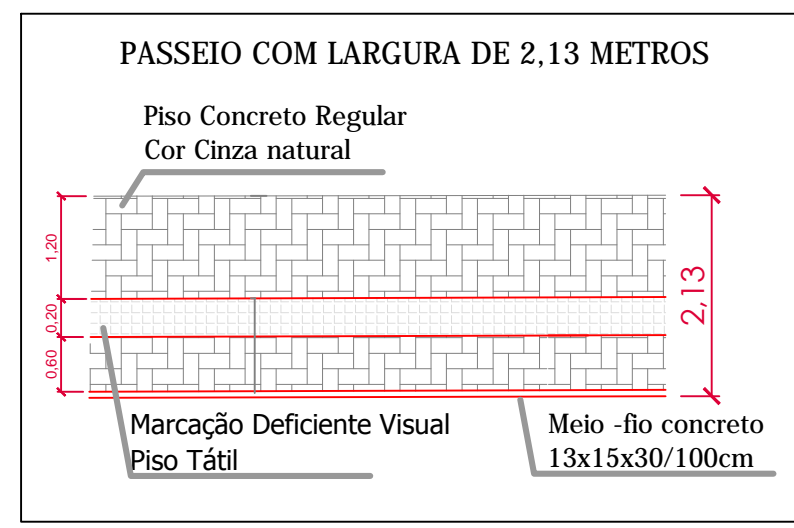 PASSEIO COM LARGURA DE 2,13 METROS
Piso Concreto Regular
Cor Cinza natural
1,20
0,20
0,60
2,13
Marcação Deficiente Visual
Piso Tátil
Meio -fio concreto
13x15x30/100cm